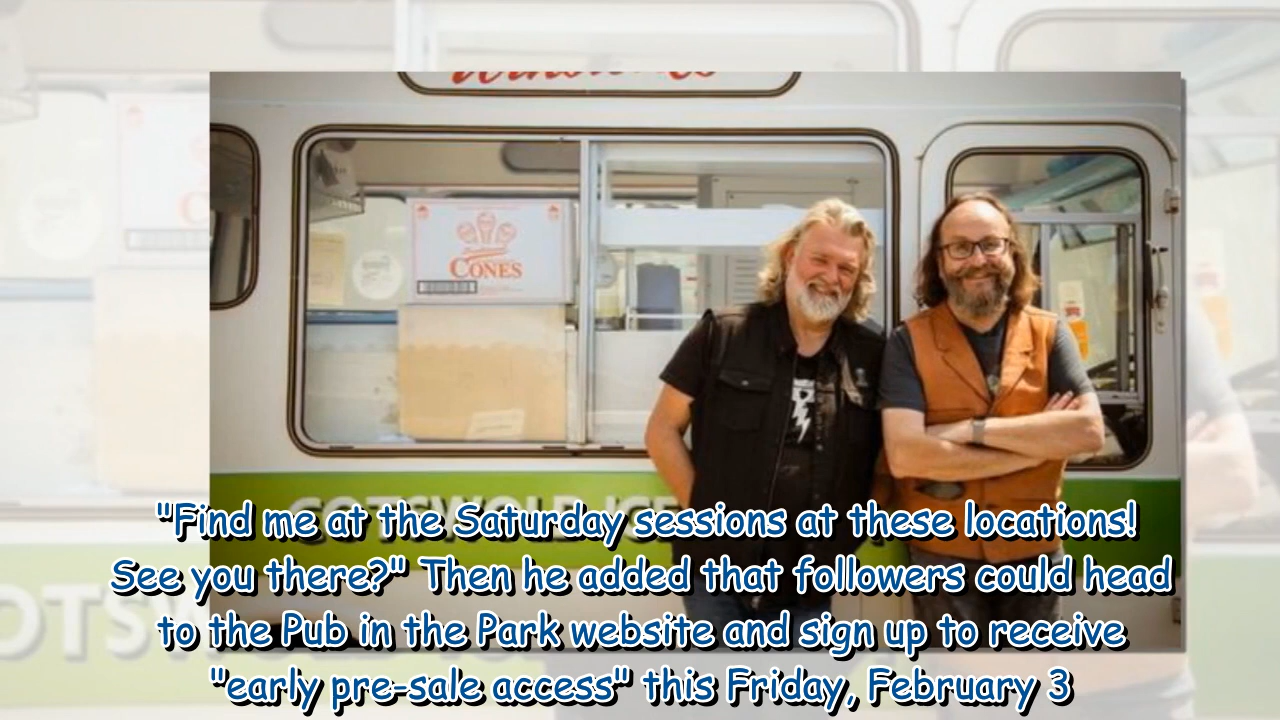 CONES
COTSWOLD ICE
"Find me at the Saturday sessions at these locations!
See you there?" Then he added that followers could head
to the Pub in the Park website and sign up to receive
"early pre-sale access" this Friday, February 3